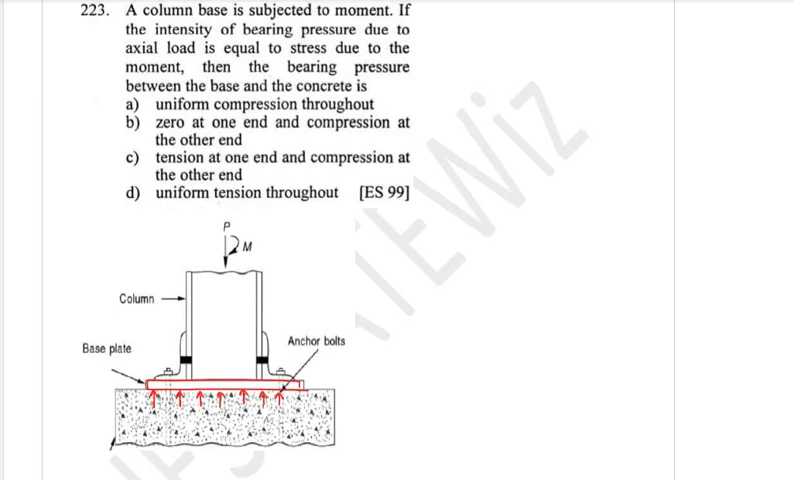 223. A column base is subjected to moment. If
the intensity of bearing pressure due to
axial load is equal to stress due to the
moment, then the bearing pressure
between the base and the concrete is
a) uniform compression throughout
b) zero at one end and compression at
the other end
c) tension at one end and compression at
the other end
d) uniform tension throughout [ES 99]
P
M
Column
Anchor bolts
Base plate